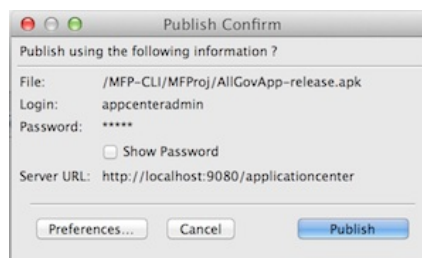 Publish Confirm
Publish using the following information ?
File: /MFP-CLI/MFProj/AllGovApp-release.apk
Login: appcenteradmin
Password: *****
Show Password
Server URL: http://localhost:9080/applicationcenter
Preferences... Cancel Publish